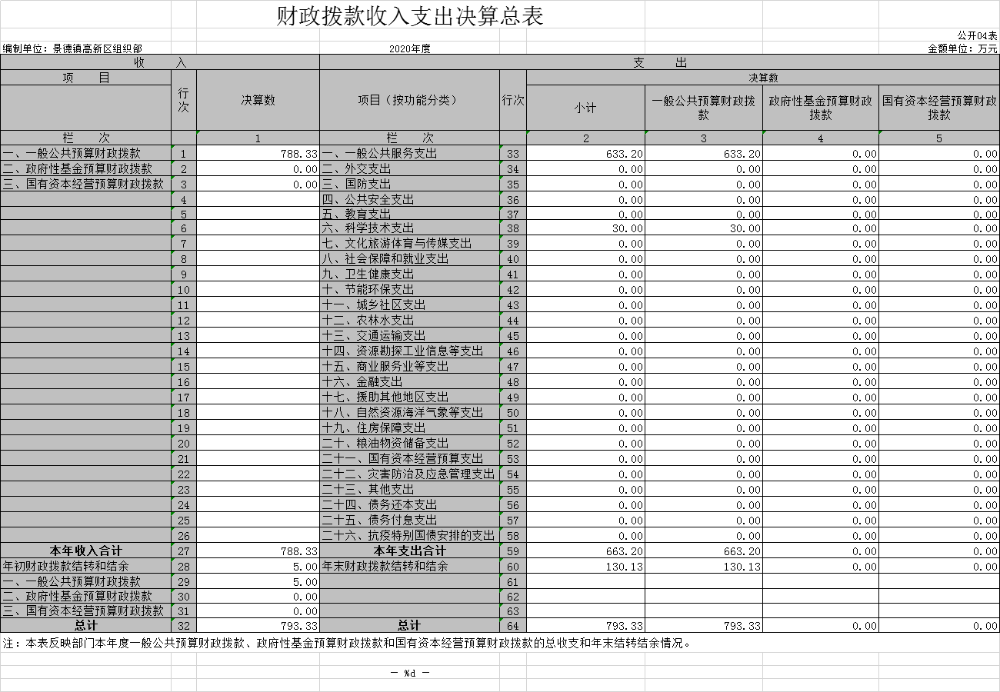 财政拨款收入支出决算总表
公开04表
编制单位：景德镇高新区组织部 2020年度 金额单位：万元
收 入 支 出
项 目 行次 决算数 项目（按功能分类） 行次 决算数
小计 一般公共预算财政拨款 政府性基金预算财政拨款 国有资本经营预算财政拨款
栏 次 1 栏 次 2 3 4 5
一、一般公共预算财政拨款 1 788.33 一、一般公共服务支出 33 633.20 633.20 0.00 0.00
二、政府性基金预算财政拨款 2 0.00 二、外交支出 34 0.00 0.00 0.00 0.00
三、国有资本经营预算财政拨款 3 0.00 三、国防支出 35 0.00 0.00 0.00 0.00
4 四、公共安全支出 36 0.00 0.00 0.00 0.00
5 五、教育支出 37 0.00 0.00 0.00 0.00
6 六、科学技术支出 38 30.00 30.00 0.00 0.00
7 七、文化旅游体育与传媒支出 39 0.00 0.00 0.00 0.00
8 八、社会保障和就业支出 40 0.00 0.00 0.00 0.00
9 九、卫生健康支出 41 0.00 0.00 0.00 0.00
10 十、节能环保支出 42 0.00 0.00 0.00 0.00
11 十一、城乡社区支出 43 0.00 0.00 0.00 0.00
12 十二、农林水支出 44 0.00 0.00 0.00 0.00
13 十三、交通运输支出 45 0.00 0.00 0.00 0.00
14 十四、资源勘探工业信息等支出 46 0.00 0.00 0.00 0.00
15 十五、商业服务业等支出 47 0.00 0.00 0.00 0.00
16 十六、金融支出 48 0.00 0.00 0.00 0.00
17 十七、援助其他地区支出 49 0.00 0.00 0.00 0.00
18 十八、自然资源海洋气象等支出 50 0.00 0.00 0.00 0.00
19 十九、住房保障支出 51 0.00 0.00 0.00 0.00
20 二十、粮油物资储备支出 52 0.00 0.00 0.00 0.00
21 二十一、国有资本经营预算支出 53 0.00 0.00 0.00 0.00
22 二十二、灾害防治及应急管理支出 54 0.00 0.00 0.00 0.00
23 二十三、其他支出 55 0.00 0.00 0.00 0.00
24 二十四、债务还本支出 56 0.00 0.00 0.00 0.00
25 二十五、债务付息支出 57 0.00 0.00 0.00 0.00
26 二十六、抗疫特别国债安排的支出 58 0.00 0.00 0.00 0.00
本年收入合计 27 788.33 本年支出合计 59 663.20 663.20 0.00 0.00
年初财政拨款结转和结余 28 5.00 年末财政拨款结转和结余 60 130.13 130.13 0.00 0.00
一、一般公共预算财政拨款 29 5.00 61
二、政府性基金预算财政拨款 30 0.00 62
三、国有资本经营预算财政拨款 31 0.00 63
总计 32 793.33 总计 64 793.33 793.33 0.00 0.00
注：本表反映部门本年度一般公共预算财政拨款、政府性基金预算财政拨款和国有资本经营预算财政拨款的总收支和年末结转结余情况。
— %d —